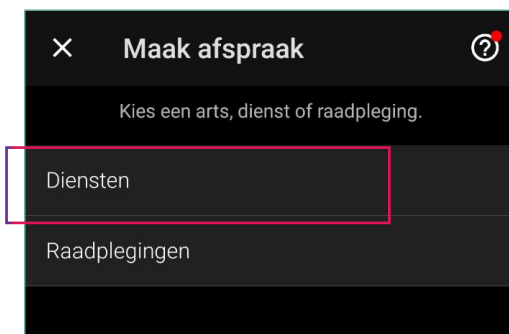 Maak afspraak
Kies een arts, dienst of raadpleging.
Diensten
Raadplegingen